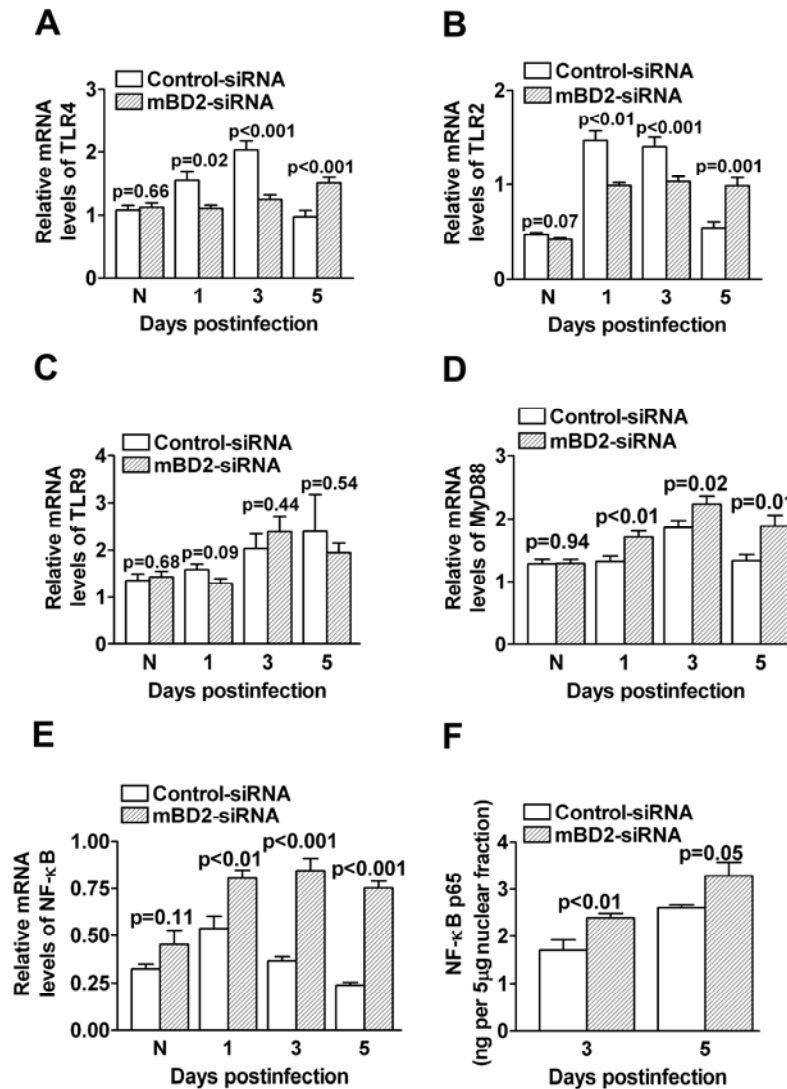 A
Control-siRNA
mBD2-siRNA
Relative mRNA
levels of TLR4
3
2
1
0
p=0.66
p=0.02
p<0.001
p<0.001
N 1 3 5
Days postinfection
B
Control-siRNA
mBD2-siRNA
Relative mRNA
levels of TLR2
2
1
0
p=0.07
p<0.01
p<0.001
p=0.001
N 1 3 5
Days postinfection
C
Control-siRNA
mBD2-siRNA
Relative mRNA
levels of TLR9
4
3
2
1
0
p=0.68
p=0.09
p=0.44
p=0.54
N 1 3 5
Days postinfection
D
Control-siRNA
mBD2-siRNA
Relative mRNA
levels of MyD88
3
2
1
0
p=0.94
p<0.01
p=0.02
p=0.01
N 1 3 5
Days postinfection
E
Control-siRNA
mBD2-siRNA
Relative mRNA
levels of NF-κB
1.00
0.75
0.50
0.25
0.00
p=0.11
p<0.01
p<0.001
p<0.001
N 1 3 5
Days postinfection
F
Control-siRNA
mBD2-siRNA
NF-κB p65
(ng per 5μg nuclear fraction)
4
3
2
1
0
p<0.01
p=0.05
3 5
Days postinfection